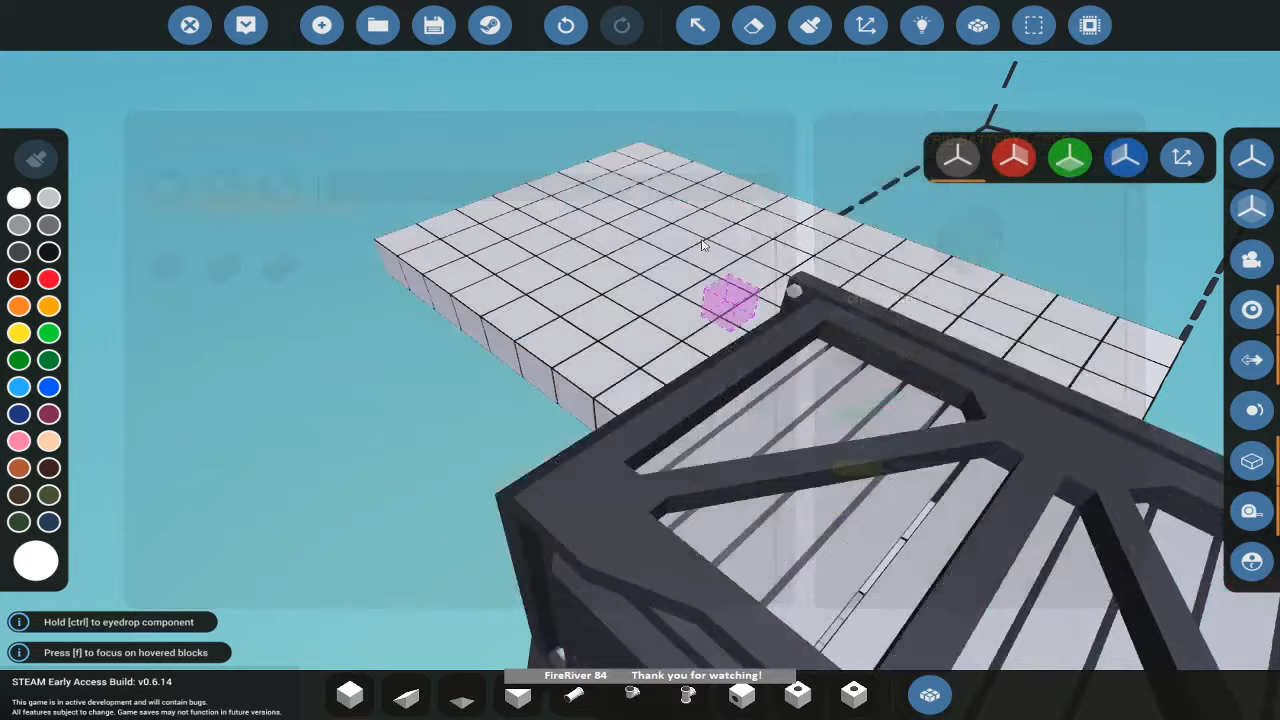 Hold [ctrl] to eyedrop component
Press [f] to focus on hovered blocks
FireRiver 84 Thank you for watching!
STEAM Early Access Build: v0.6.14
This game is in active development and will contain bugs.
All features subject to change. Game saves may not function in future versions.